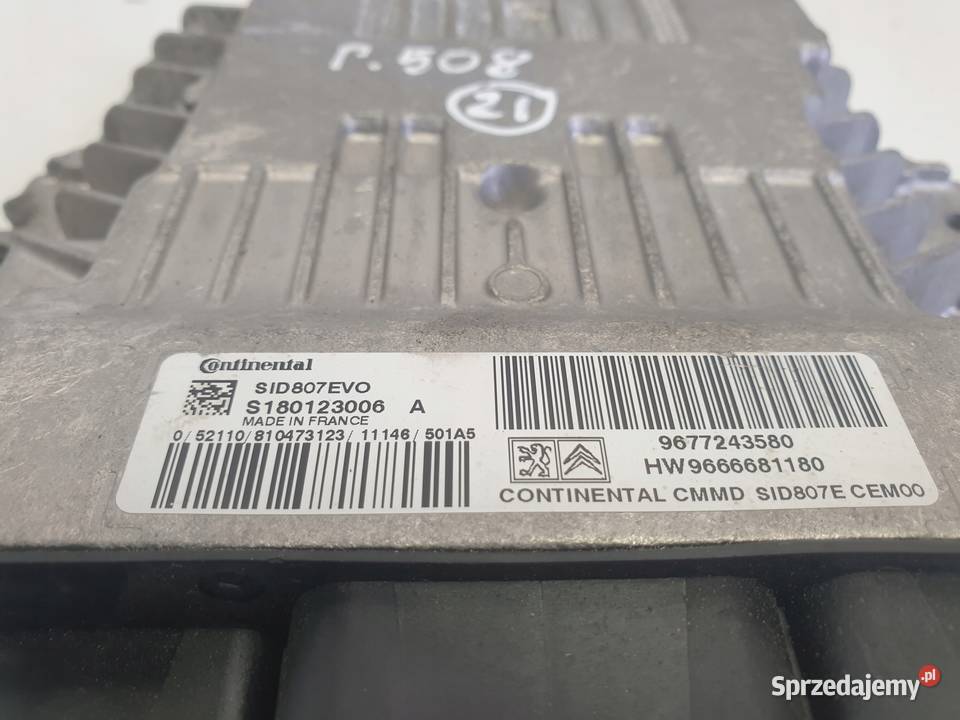 P. 508
21
Continental
SID807EVO
S180123006 A
MADE IN FRANCE
0/52110/810473123/11146/501A5
9677243580
HW9666681180
CONTINENTAL CMMD SID807E CEM00
Sprzedajemy.pl